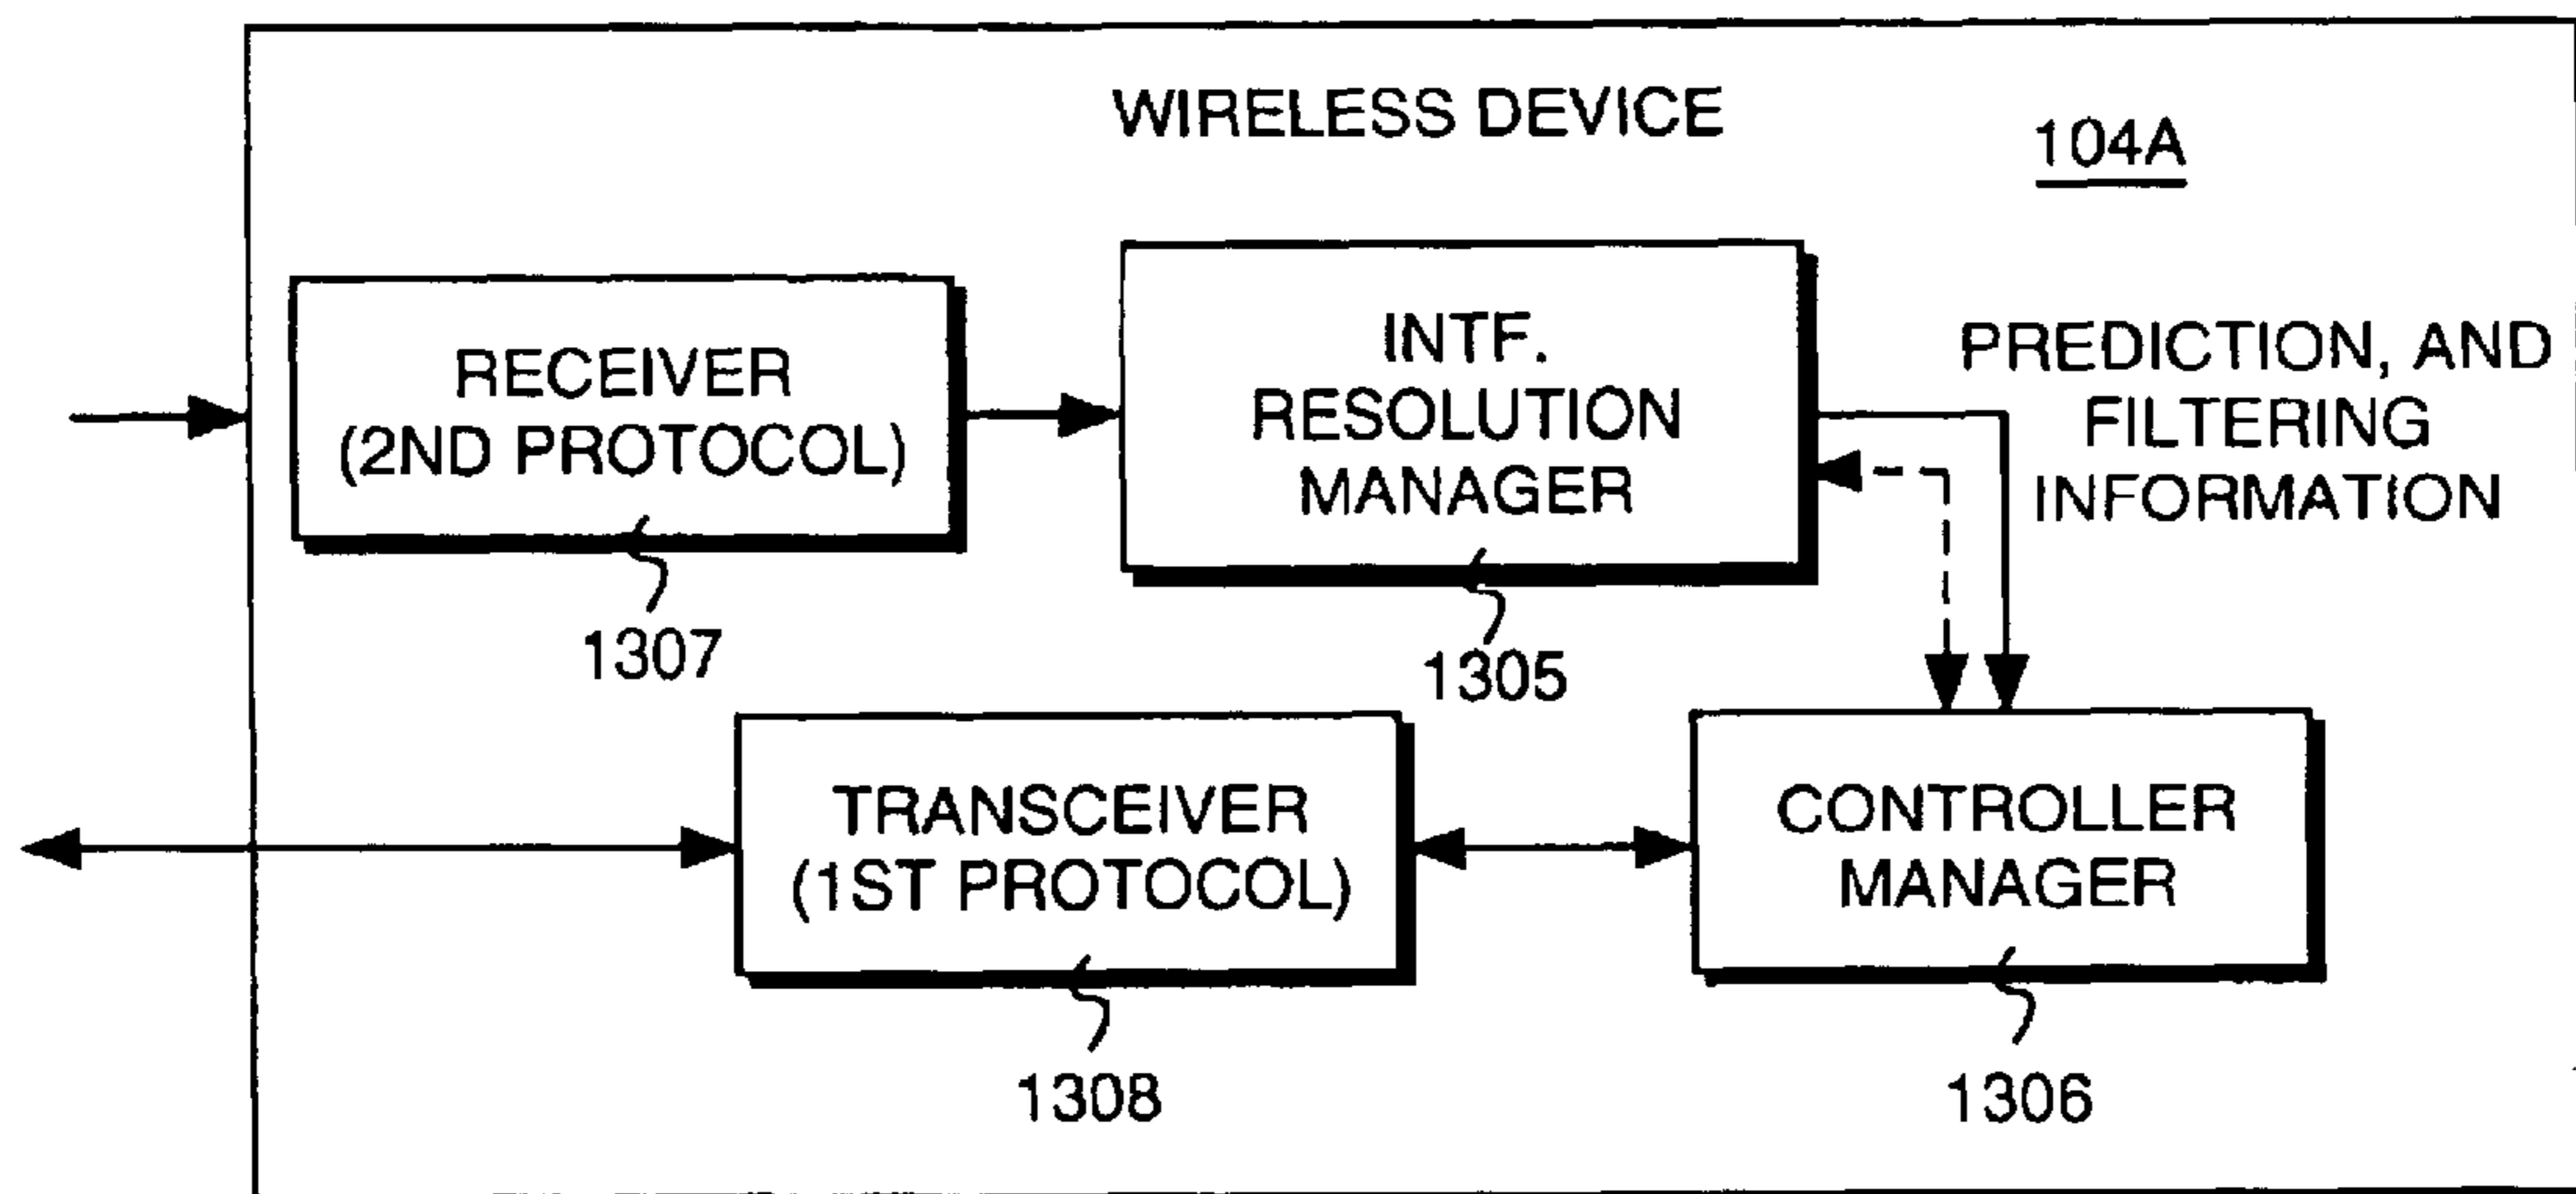 WIRELESS DEVICE
104A
RECEIVER
(2ND PROTOCOL)
1307
INTF.
RESOLUTION
MANAGER
1305
PREDICTION, AND
FILTERING
INFORMATION
TRANSCEIVER
(1ST PROTOCOL)
1308
CONTROLLER
MANAGER
1306